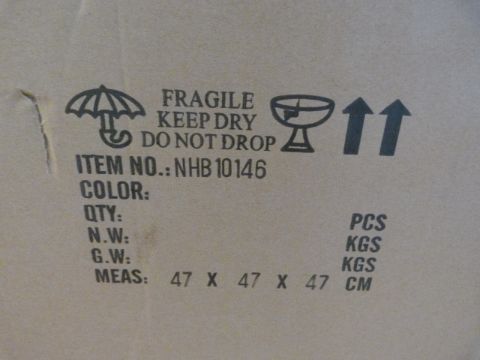 FRAGILE
KEEP DRY
DO NOT DROP
ITEM NO.: NHB10146
COLOR:
QTY: PCS
N.W: KGS
G.W: KGS
MEAS: 47 X 47 X 47 CM